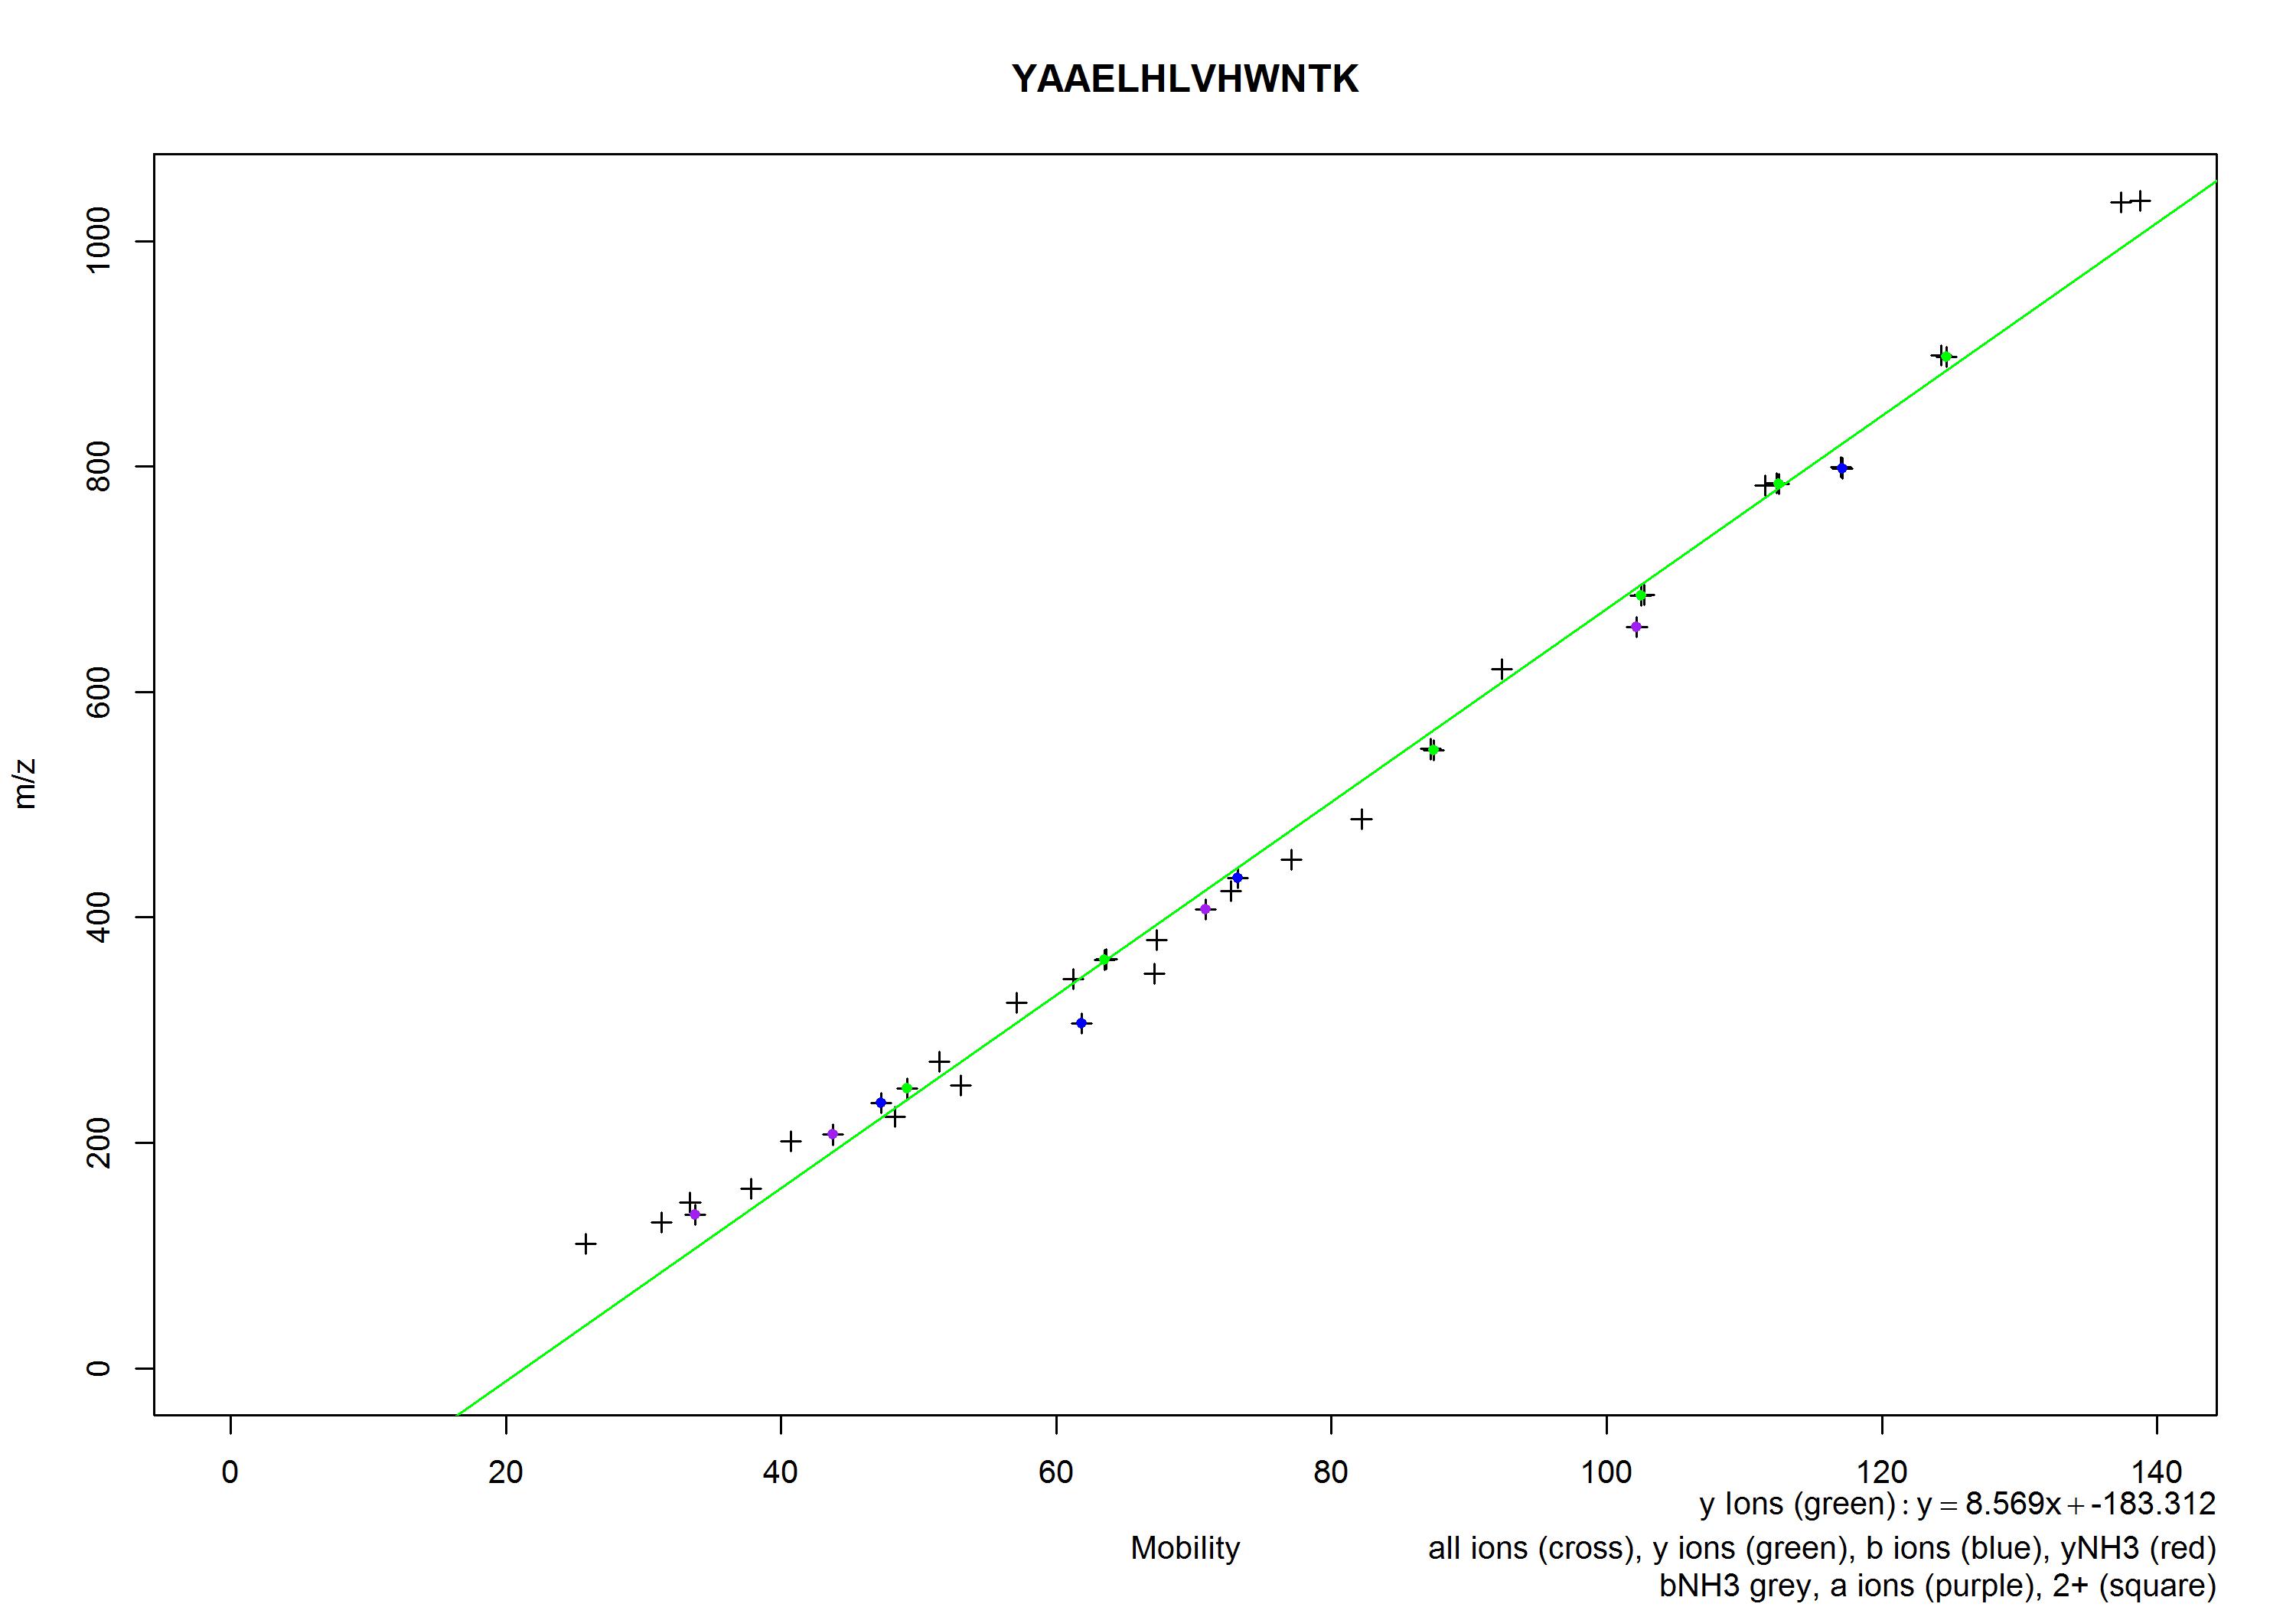 YAAELHLVHWNTK
1000
800
600
400
200
0
m/z
0 20 40 60 80 100 120 140
y Ions (green) : y = 8.569x + -183.312
Mobility
all ions (cross), y ions (green), b ions (blue), yNH3 (red)
bNH3 grey, a ions (purple), 2+ (square)